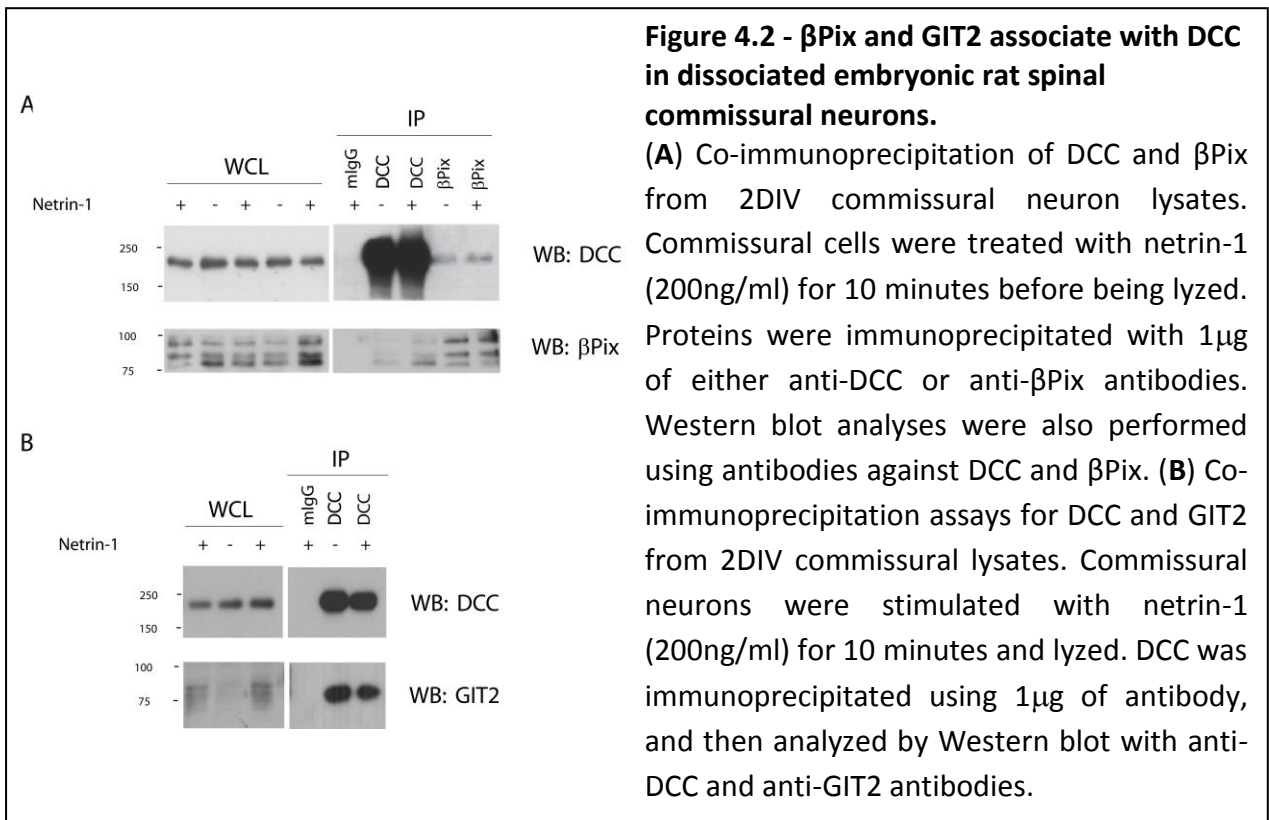 Figure 4.2 - βPix and GIT2 associate with DCC
in dissociated embryonic rat spinal
commissural neurons.
(A) Co-immunoprecipitation of DCC and βPix
from 2DIV commissural neuron lysates.
Commissural cells were treated with netrin-1
(200ng/ml) for 10 minutes before being lyzed.
Proteins were immunoprecipitated with 1μg
of either anti-DCC or anti-βPix antibodies.
Western blot analyses were also performed
using antibodies against DCC and βPix. (B) Co-
immunoprecipitation assays for DCC and GIT2
from 2DIV commissural lysates. Commissural
neurons were stimulated with netrin-1
(200ng/ml) for 10 minutes and lyzed. DCC was
immunoprecipitated using 1μg of antibody,
and then analyzed by Western blot with anti-
DCC and anti-GIT2 antibodies.
A
IP
WCL
mIgG DCC DCC βPix βPix
Netrin-1 + - + - + + - + - +
250 -
WB: DCC
150 -
100 -
WB: βPix
75 -
B
IP
WCL
mIgG DCC DCC
Netrin-1 + - + + - +
250 -
WB: DCC
150 -
100 -
75 -
WB: GIT2